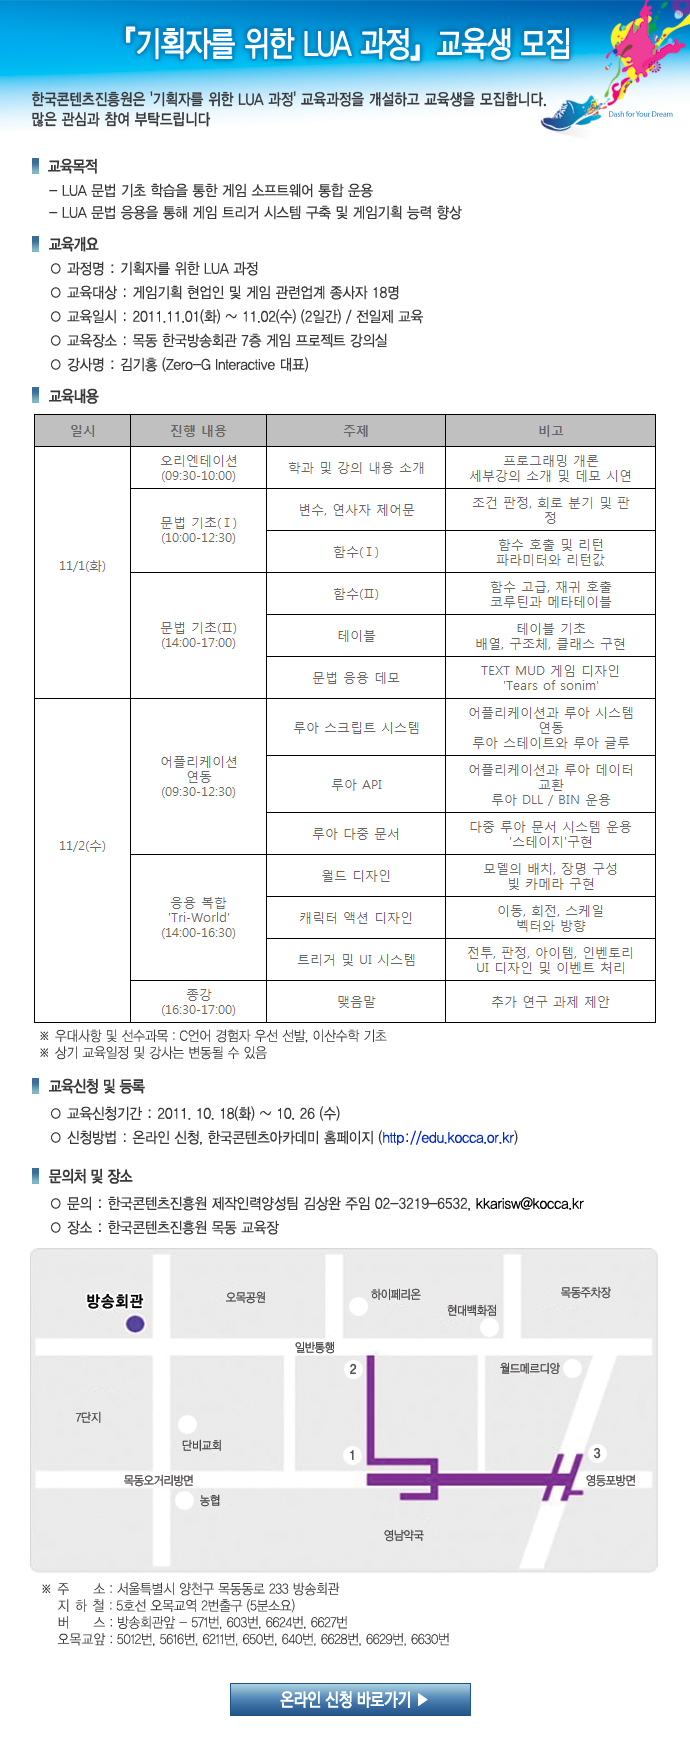 『기획자를 위한 LUA 과정』 교육생 모집
한국콘텐츠진흥원은 '기획자를 위한 LUA 과정' 교육과정을 개설하고 교육생을 모집합니다.
많은 관심과 참여 부탁드립니다
Dash for Your Dream
교육목적
- LUA 문법 기초 학습을 통한 게임 소프트웨어 통합 운용
- LUA 문법 응용을 통해 게임 트리거 시스템 구축 및 게임기획 능력 향상
교육개요
○ 과정명 : 기획자를 위한 LUA 과정
○ 교육대상 : 게임기획 현업인 및 게임 관련업계 종사자 18명
○ 교육일시 : 2011.11.01(화) ~ 11.02(수) (2일간) / 전일제 교육
○ 교육장소 : 목동 한국방송회관 7층 게임 프로젝트 강의실
○ 강사명 : 김기홍 (Zero-G Interactive 대표)
교육내용
일시 진행 내용 주제 비고
11/1(화)
오리엔테이션
(09:30-10:00)
학과 및 강의 내용 소개
프로그래밍 개론
세부강의 소개 및 데모 시연
문법 기초(Ⅰ)
(10:00-12:30)
변수, 연사자 제어문
조건 판정, 회로 분기 및 판
정
함수(Ⅰ)
함수 호출 및 리턴
파라미터와 리턴값
문법 기초(Ⅱ)
(14:00-17:00)
함수(Ⅱ)
함수 고급, 재귀 호출
코루틴과 메타테이블
테이블
테이블 기초
배열, 구조체, 클래스 구현
문법 응용 데모
TEXT MUD 게임 디자인
'Tears of sonim'
11/2(수)
어플리케이션
연동
(09:30-12:30)
루아 스크립트 시스템
어플리케이션과 루아 시스템
연동
루아 스테이트와 루아 글루
루아 API
어플리케이션과 루아 데이터
교환
루아 DLL / BIN 운용
루아 다중 문서
다중 루아 문서 시스템 운용
'스테이지'구현
응용 복합
'Tri-World'
(14:00-16:30)
월드 디자인
모델의 배치, 장명 구성
빛 카메라 구현
캐릭터 액션 디자인
이동, 회전, 스케일
벡터와 방향
트리거 및 UI 시스템
전투, 판정, 아이템, 인벤토리
UI 디자인 및 이벤트 처리
종강
(16:30-17:00)
맺음말
추가 연구 과제 제안
※ 우대사항 및 선수과목 : C언어 경험자 우선 선발, 이산수학 기초
※ 상기 교육일정 및 강사는 변동될 수 있음
교육신청 및 등록
○ 교육신청기간 : 2011. 10. 18(화) ~ 10. 26 (수)
○ 신청방법 : 온라인 신청, 한국콘텐츠아카데미 홈페이지 (http://edu.kocca.or.kr)
문의처 및 장소
○ 문의 : 한국콘텐츠진흥원 제작인력양성팀 김상완 주임 02-3219-6532, kkarisw@kocca.kr
○ 장소 : 한국콘텐츠진흥원 목동 교육장
방송회관
오목공원
하이페리온
현대백화점
목동주차장
일반통행
2
월드메르디앙
7단지
단비교회
1
3
목동오거리방면
영등포방면
농협
영남약국
※ 주 소 : 서울특별시 양천구 목동동로 233 방송회관
지 하 철 : 5호선 오목교역 2번출구 (5분소요)
버 스 : 방송회관앞 - 571번, 603번, 6624번, 6627번
오목교앞 : 5012번, 5616번, 6211번, 650번, 640번, 6628번, 6629번, 6630번
온라인 신청 바로가기 ▶